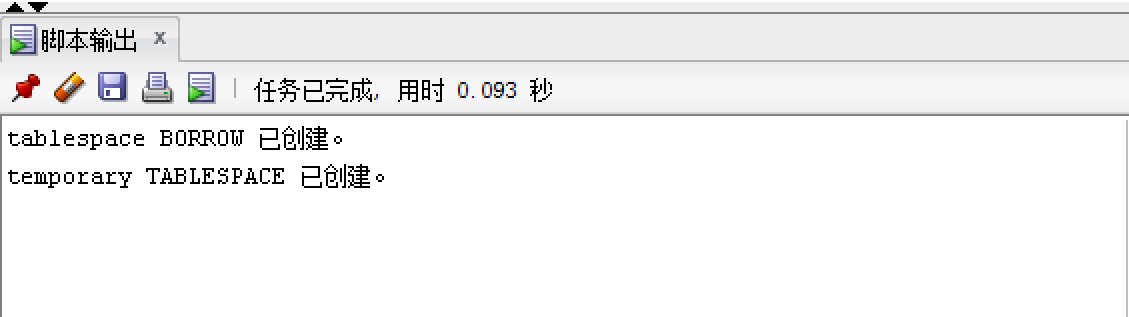 脚本输出 x
任务已完成, 用时 0.093 秒
tablespace BORROW 已创建。
temporary TABLESPACE 已创建。